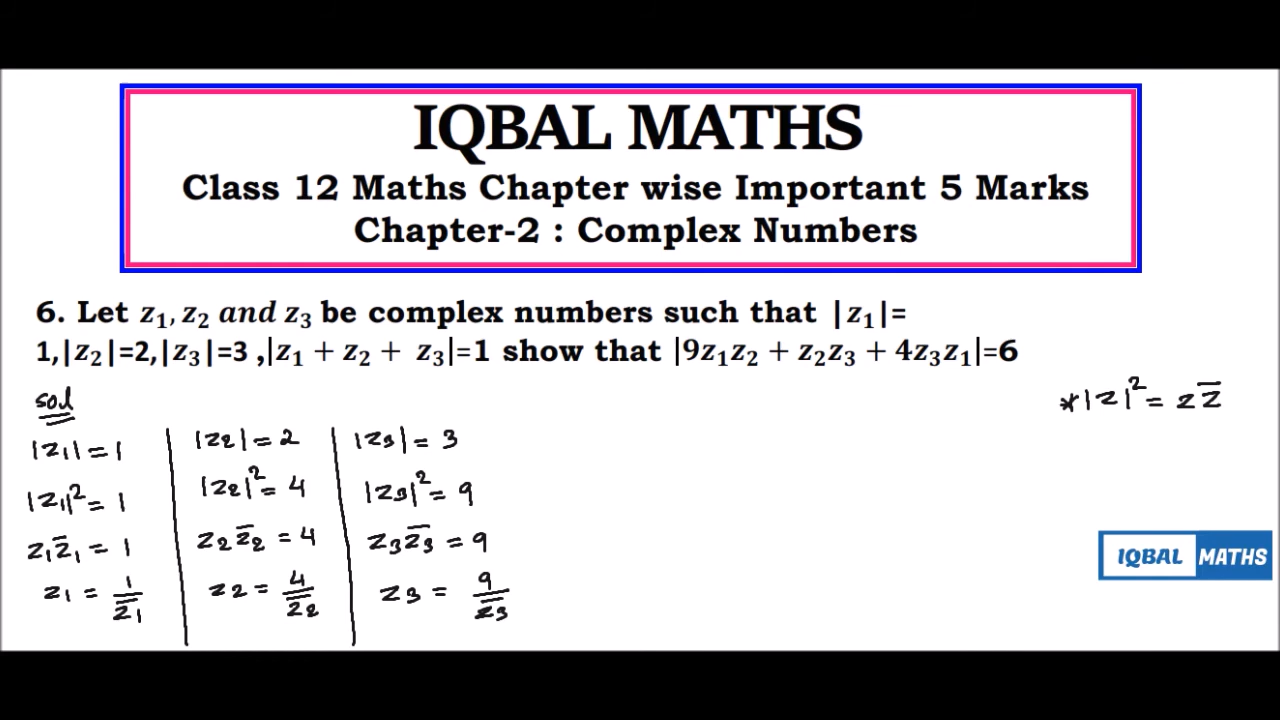 IQBAL MATHS
Class 12 Maths Chapter wise Important 5 Marks
Chapter-2 : Complex Numbers
6. Let z₁, z₂ and z₃ be complex numbers such that |z₁|=
1,|z₂|=2,|z₃|=3 ,|z₁ + z₂ + z₃|=1 show that |9z₁z₂ + z₂z₃ + 4z₃z₁|=6
sol
*|z|² = z z̅
|z₁| = 1 |z₂| = 2 |z₃| = 3
|z₁|² = 1 |z₂|² = 4 |z₃|² = 9
z₁z̅₁ = 1 z₂z̅₂ = 4 z₃z̅₃ = 9
z₁ = 1/z̅₁ z₂ = 4/z̅₂ z₃ = 9/z̅₃
IQBAL MATHS